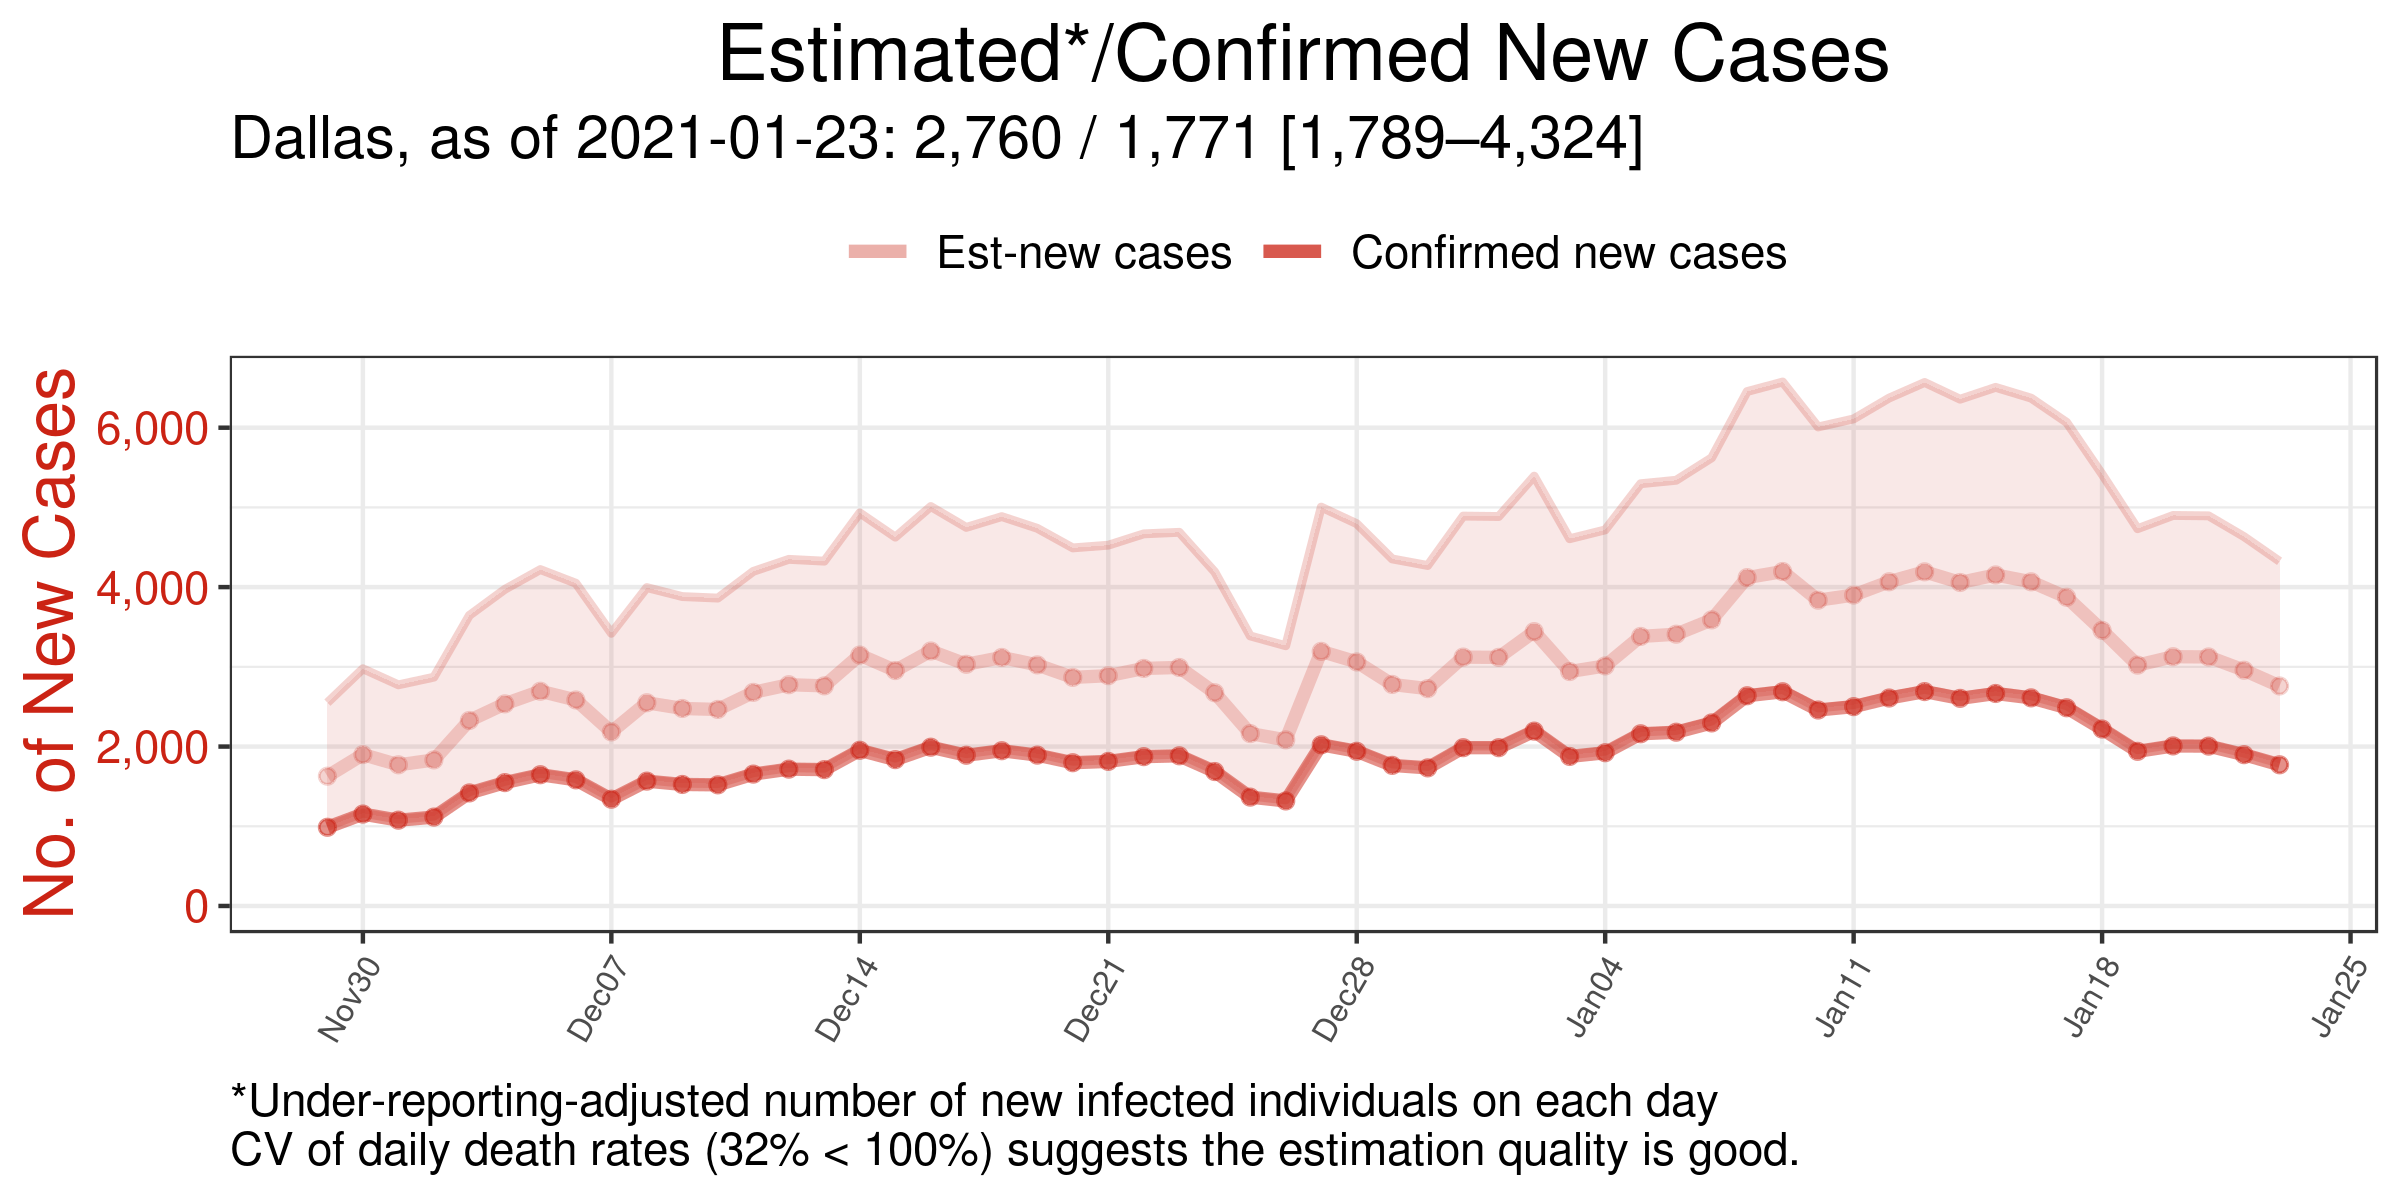 Estimated*/Confirmed New Cases
Dallas, as of 2021-01-23: 2,760 / 1,771 [1,789–4,324]
Est-new cases Confirmed new cases
No. of New Cases
6,000
4,000
2,000
0
Nov30 Dec07 Dec14 Dec21 Dec28 Jan04 Jan11 Jan18 Jan25
*Under-reporting-adjusted number of new infected individuals on each day
CV of daily death rates (32% < 100%) suggests the estimation quality is good.